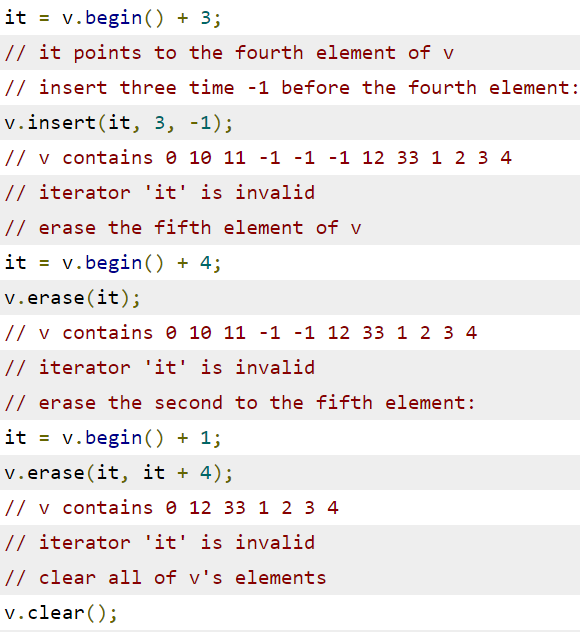 it = v.begin() + 3;
// it points to the fourth element of v
// insert three time -1 before the fourth element:
v.insert(it, 3, -1);
// v contains 0 10 11 -1 -1 -1 12 33 1 2 3 4
// iterator 'it' is invalid
// erase the fifth element of v
it = v.begin() + 4;
v.erase(it);
// v contains 0 10 11 -1 -1 12 33 1 2 3 4
// iterator 'it' is invalid
// erase the second to the fifth element:
it = v.begin() + 1;
v.erase(it, it + 4);
// v contains 0 12 33 1 2 3 4
// iterator 'it' is invalid
// clear all of v's elements
v.clear();